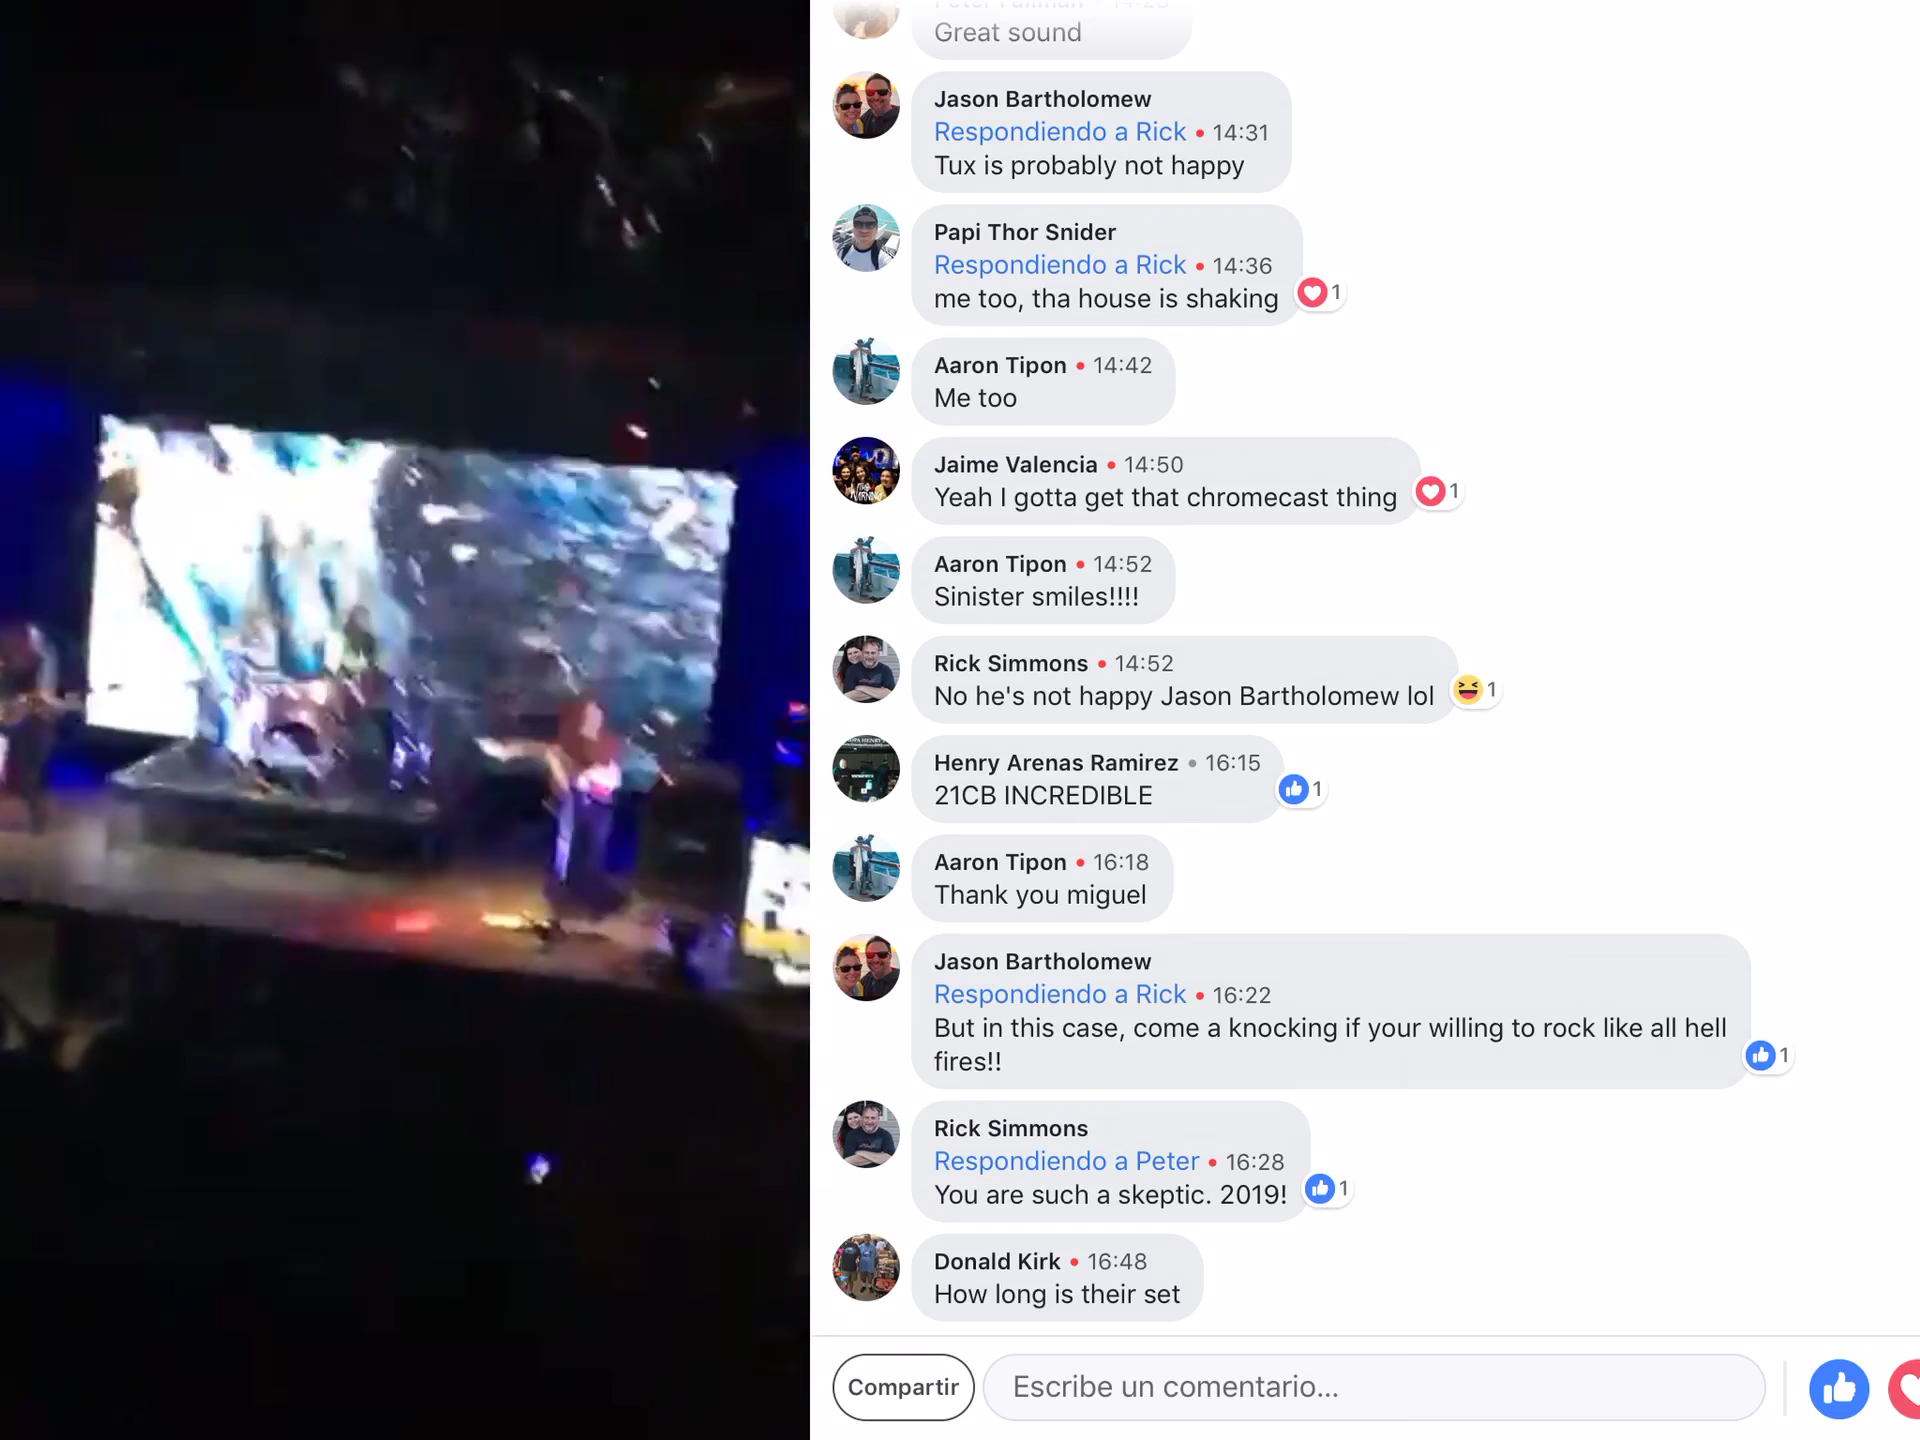 Great sound
Jason Bartholomew
Respondiendo a Rick • 14:31
Tux is probably not happy
Papi Thor Snider
Respondiendo a Rick • 14:36
me too, tha house is shaking
1
Aaron Tipon • 14:42
Me too
Jaime Valencia • 14:50
Yeah I gotta get that chromecast thing
1
Aaron Tipon • 14:52
Sinister smiles!!!!
Rick Simmons • 14:52
No he's not happy Jason Bartholomew lol
1
Henry Arenas Ramirez • 16:15
21CB INCREDIBLE
1
Aaron Tipon • 16:18
Thank you miguel
Jason Bartholomew
Respondiendo a Rick • 16:22
But in this case, come a knocking if your willing to rock like all hell
fires!!
1
Rick Simmons
Respondiendo a Peter • 16:28
You are such a skeptic. 2019!
1
Donald Kirk • 16:48
How long is their set
Compartir
Escribe un comentario...